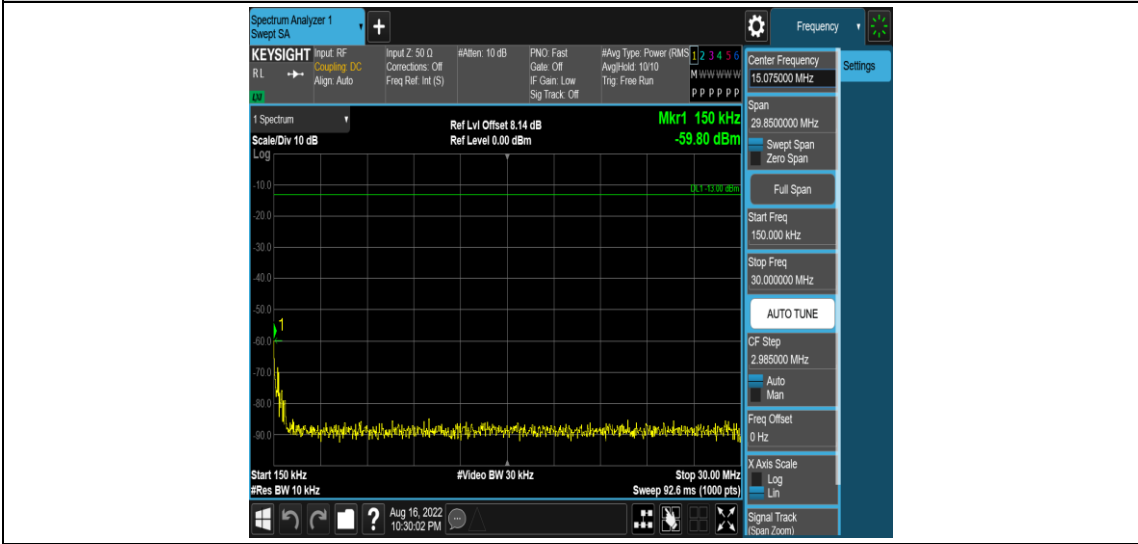 Spectrum Analyzer 1
Swept SA
+
Frequency
KEYSIGHT
RL
Input: RF
Coupling: DC
Align: Auto
Input Z: 50 Ω
Corrections: Off
Freq Ref: Int (S)
#Atten: 10 dB
PNO: Fast
Gate: Off
IF Gain: Low
Sig Track: Off
#Avg Type: Power (RMS
Avg|Hold: 10/10
Trig: Free Run
1 2 3 4 5 6
M W W W W W
P P P P P P
1 Spectrum
Scale/Div 10 dB
Log
Ref Lvl Offset 8.14 dB
Ref Level 0.00 dBm
Mkr1 150 kHz
-59.80 dBm
DL1 -13.00 dBm
-10.0
-20.0
-30.0
-40.0
-50.0
1
-60.0
-70.0
-80.0
-90.0
Start 150 kHz
#Res BW 10 kHz
#Video BW 30 kHz
Stop 30.00 MHz
Sweep 92.6 ms (1000 pts)
?
Aug 16, 2022
10:30:02 PM
Center Frequency
15.075000 MHz
Settings
Span
29.8500000 MHz
Swept Span
Zero Span
Full Span
Start Freq
150.000 kHz
Stop Freq
30.000000 MHz
AUTO TUNE
CF Step
2.985000 MHz
Auto
Man
Freq Offset
0 Hz
X Axis Scale
Log
Lin
Signal Track
(Span Zoom)